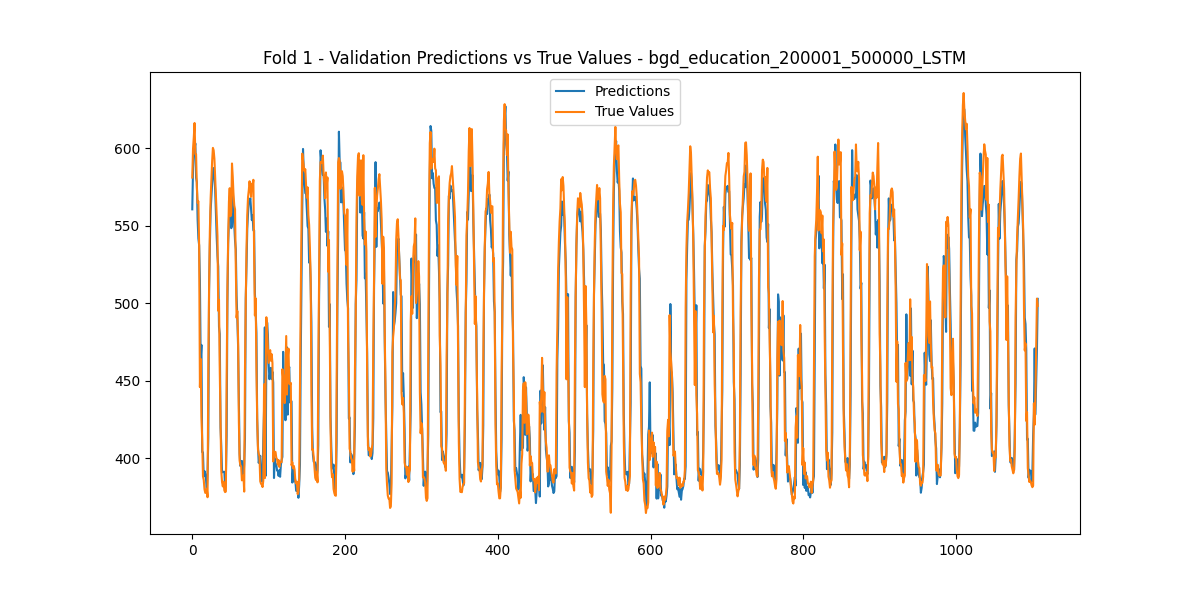 Fold 1 - Validation Predictions vs True Values - bgd_education_200001_500000_LSTM
Predictions
True Values
600
550
500
450
400
0 200 400 600 800 1000